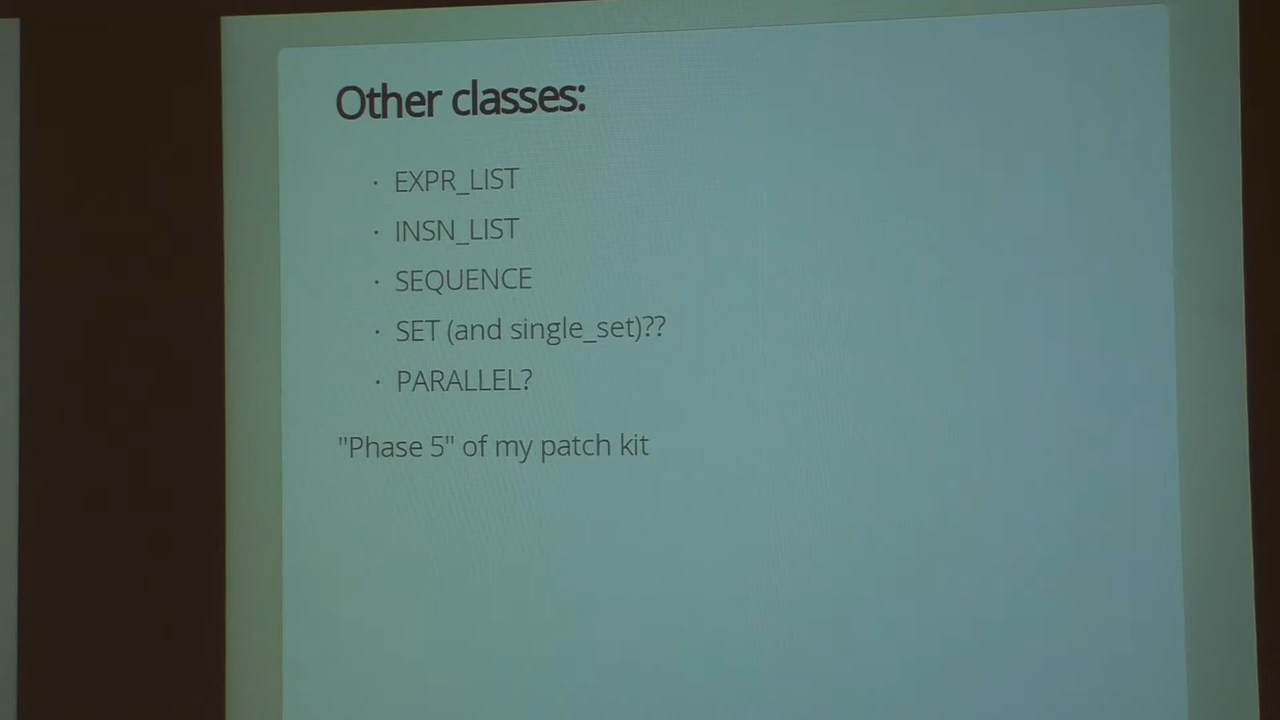 Other classes:
· EXPR_LIST
· INSN_LIST
· SEQUENCE
· SET (and single_set)??
· PARALLEL?
"Phase 5" of my patch kit